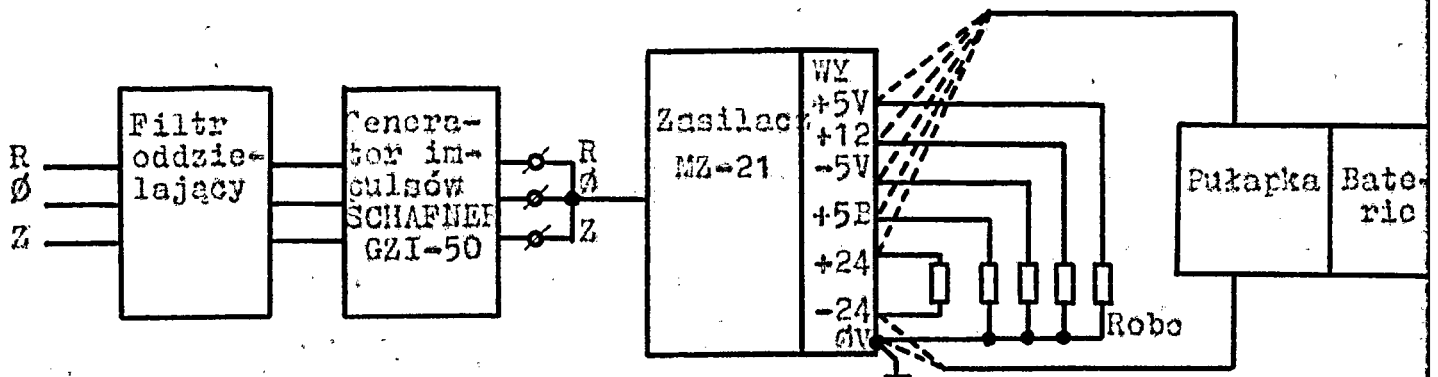 R
Ø
Z
Filtr
oddzie-
lający
Genera-
tor im-
pulsów
SCHAFNER
GZI-50
R
Ø
Z
Zasilacz
MZ-21
WY
+5V
+12
-5V
+5B
+24
-24
ØV
Robo
Pułapka
Bate-
rie